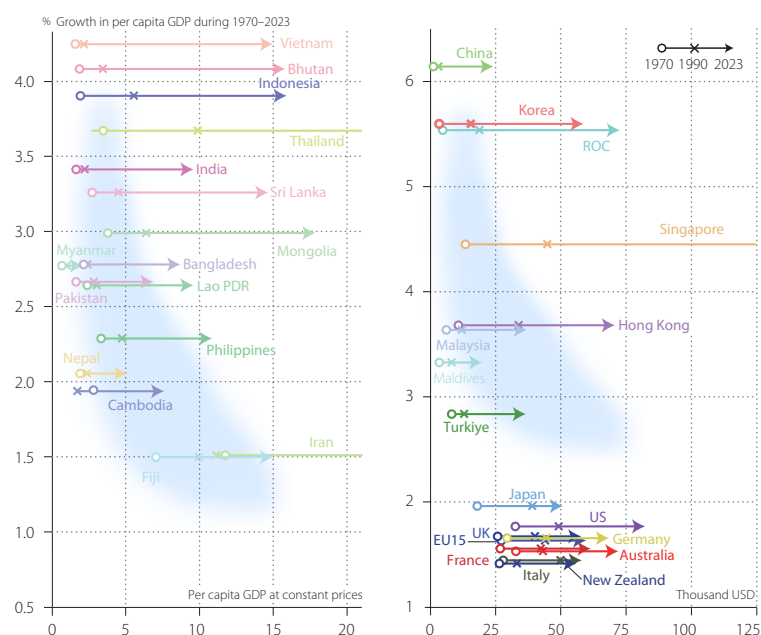 % Growth in per capita GDP during 1970–2023
1970 1990 2023
Vietnam
Bhutan
Indonesia
Thailand
India
Sri Lanka
Mongolia
Myanmar
Bangladesh
Pakistan
Lao PDR
Philippines
Nepal
Cambodia
Iran
Fiji
Per capita GDP at constant prices
4.0
3.5
3.0
2.5
2.0
1.5
1.0
0.5
0 5 10 15 20
China
Korea
ROC
Singapore
Hong Kong
Malaysia
Maldives
Turkiye
Japan
US
UK
EU15
Germany
France
Australia
Italy
New Zealand
Thousand USD
6
5
4
3
2
1
0 25 50 75 100 125